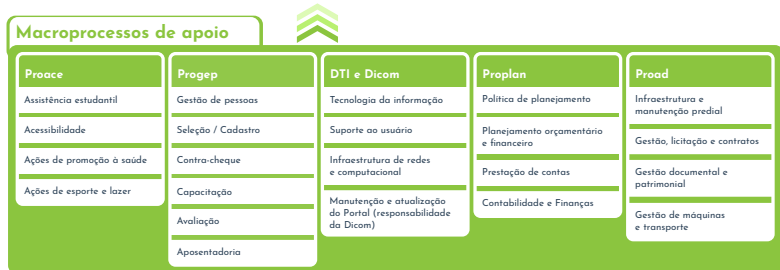 Macroprocessos de apoio
Proace
Assistência estudantil
Acessibilidade
Ações de promoção à saúde
Ações de esporte e lazer
Progep
Gestão de pessoas
Seleção / Cadastro
Contra-cheque
Capacitação
Avaliação
Aposentadoria
DTI e Dicom
Tecnologia da informação
Suporte ao usuário
Infraestrutura de redes
e computacional
Manutenção e atualização
do Portal (responsabilidade
da Dicom)
Proplan
Política de planejamento
Planejamento orçamentário
e financeiro
Prestação de contas
Contabilidade e Finanças
Proad
Infraestrutura e
manutenção predial
Gestão, licitação e contratos
Gestão documental e
patrimonial
Gestão de máquinas
e transporte